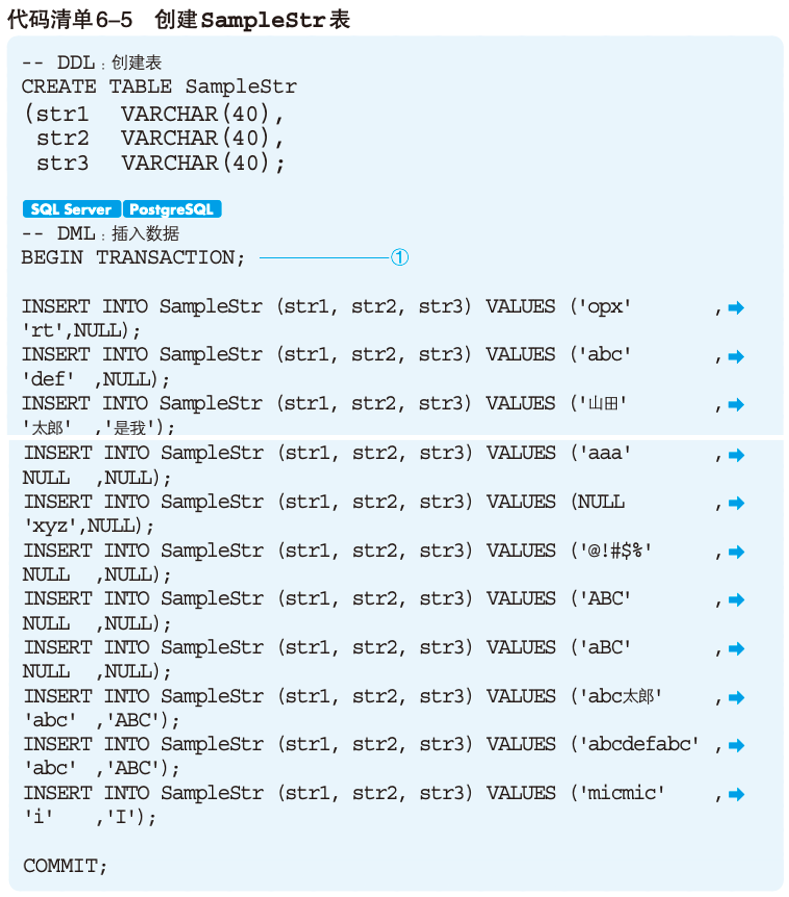 代码清单6–5 创建SampleStr表
-- DDL：创建表
CREATE TABLE SampleStr
(str1 VARCHAR(40),
str2 VARCHAR(40),
str3 VARCHAR(40);
SQL Server PostgreSQL
-- DML：插入数据
BEGIN TRANSACTION; ①
INSERT INTO SampleStr (str1, str2, str3) VALUES ('opx' ,➡
'rt',NULL);
INSERT INTO SampleStr (str1, str2, str3) VALUES ('abc' ,➡
'def' ,NULL);
INSERT INTO SampleStr (str1, str2, str3) VALUES ('山田' ,➡
'太郎' ,'是我');
INSERT INTO SampleStr (str1, str2, str3) VALUES ('aaa' ,➡
NULL ,NULL);
INSERT INTO SampleStr (str1, str2, str3) VALUES (NULL ,➡
'xyz',NULL);
INSERT INTO SampleStr (str1, str2, str3) VALUES ('@!#$%' ,➡
NULL ,NULL);
INSERT INTO SampleStr (str1, str2, str3) VALUES ('ABC' ,➡
NULL ,NULL);
INSERT INTO SampleStr (str1, str2, str3) VALUES ('aBC' ,➡
NULL ,NULL);
INSERT INTO SampleStr (str1, str2, str3) VALUES ('abc太郎' ,➡
'abc' ,'ABC');
INSERT INTO SampleStr (str1, str2, str3) VALUES ('abcdefabc' ,➡
'abc' ,'ABC');
INSERT INTO SampleStr (str1, str2, str3) VALUES ('micmic' ,➡
'i' ,'I');
COMMIT;